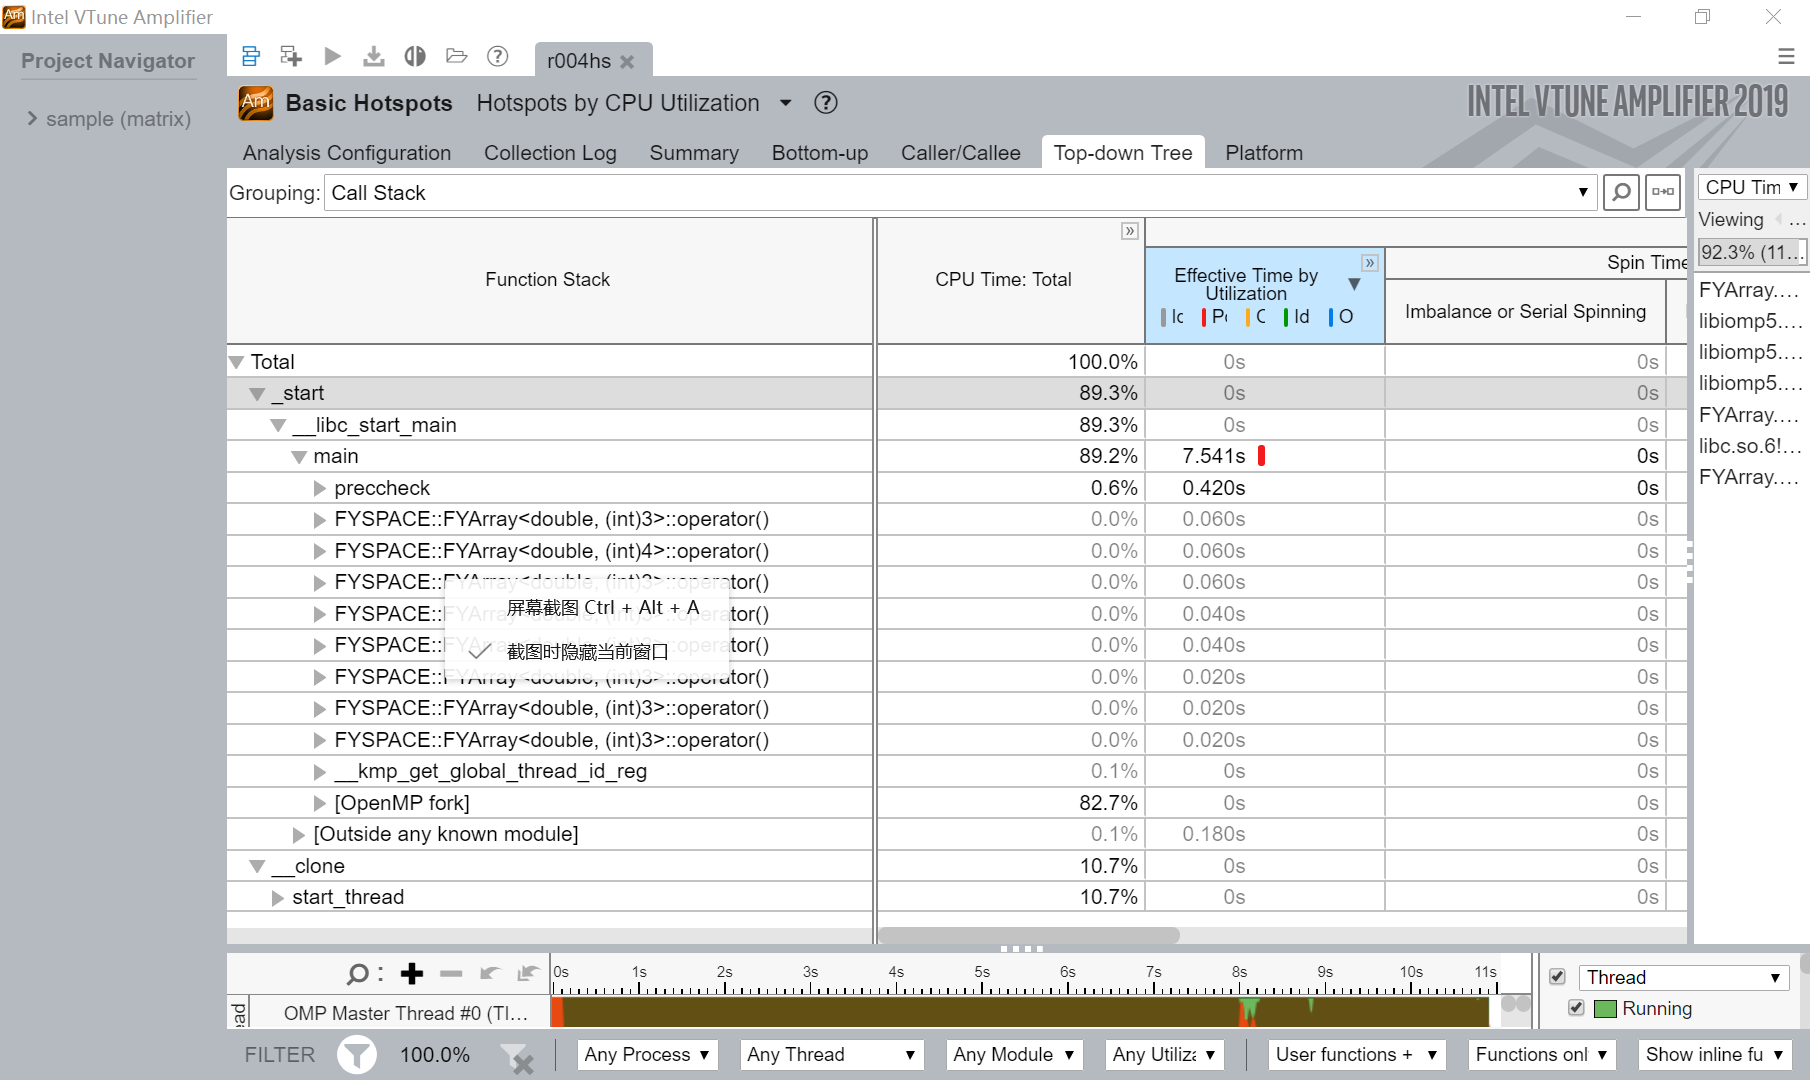 Intel VTune Amplifier
Project Navigator
sample (matrix)
r004hs
Basic Hotspots Hotspots by CPU Utilization
INTEL VTUNE AMPLIFIER 2019
Analysis Configuration Collection Log Summary Bottom-up Caller/Callee Top-down Tree Platform
Grouping: Call Stack
CPU Tim
Viewing ...
92.3% (11...
Function Stack CPU Time: Total Effective Time by Utilization Spin Time
Id Po O Id O
Imbalance or Serial Spinning
Total 100.0% 0s 0s
_start 89.3% 0s 0s
__libc_start_main 89.3% 0s 0s
main 89.2% 7.541s 0s
preccheck 0.6% 0.420s 0s
FYSPACE::FYArray<double, (int)3>::operator() 0.0% 0.060s 0s
FYSPACE::FYArray<double, (int)4>::operator() 0.0% 0.060s 0s
FYSPACE::FYArray<double, (int)3>::operator() 0.0% 0.060s 0s
FYSPACE::FYArray<double, (int)3>::operator() 0.0% 0.040s 0s
FYSPACE:: operator() 0.0% 0.040s 0s
FYSPACE::FYArray<double, (int)3>::operator() 0.0% 0.020s 0s
FYSPACE::FYArray<double, (int)3>::operator() 0.0% 0.020s 0s
FYSPACE::FYArray<double, (int)3>::operator() 0.0% 0.020s 0s
__kmp_get_global_thread_id_reg 0.1% 0s 0s
[OpenMP fork] 82.7% 0s 0s
[Outside any known module] 0.1% 0.180s 0s
__clone 10.7% 0s 0s
start_thread 10.7% 0s 0s
屏幕截图 Ctrl + Alt + A
截图时隐藏当前窗口
FYArray....
libiomp5....
libiomp5....
libiomp5....
FYArray....
libc.so.6!...
FYArray....
0s 1s 2s 3s 4s 5s 6s 7s 8s 9s 10s 11s
OMP Master Thread #0 (TI...
Thread
Running
FILTER 100.0% Any Process Any Thread Any Module Any Utiliza User functions + Functions onl Show inline fu